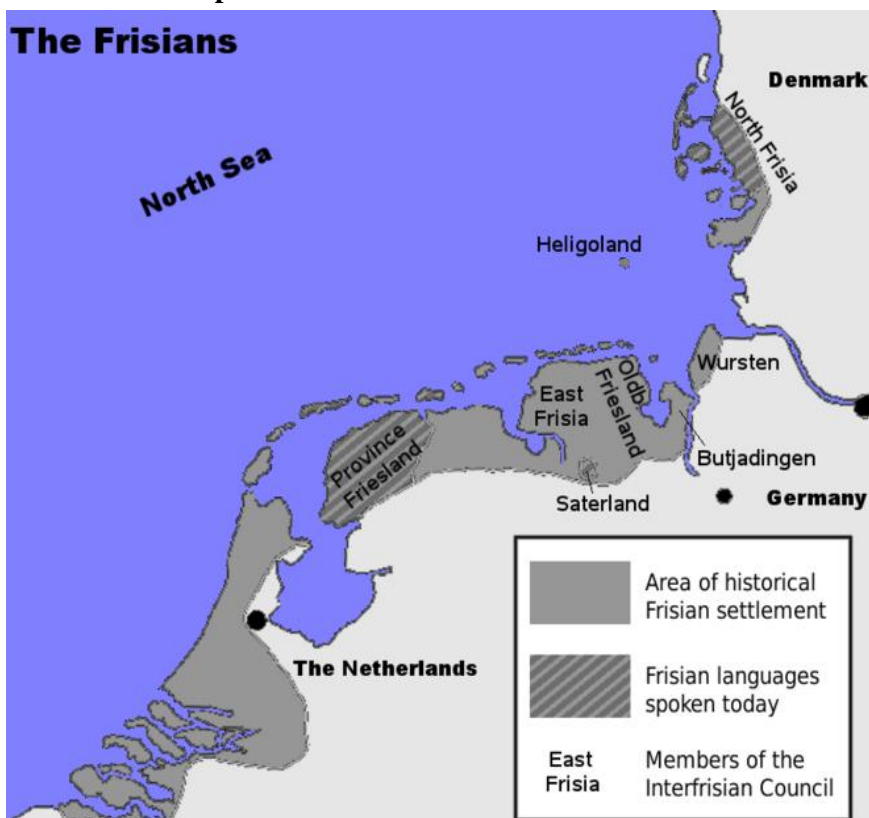 The Frisians
Denmark
North Frisia
North Sea
Heligoland
Wursten
Oldb
Friesland
East
Frisia
Province
Friesland
Butjadingen
Saterland
Germany
The Netherlands
Area of historical
Frisian settlement
Frisian languages
spoken today
East
Frisia
Members of the
Interfrisian Council